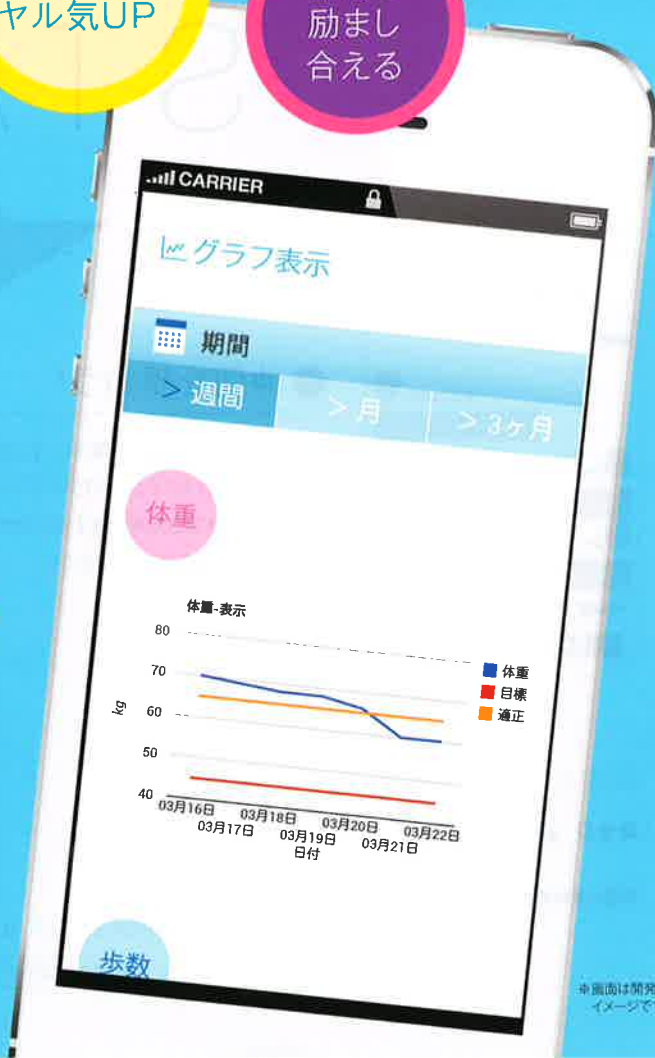 ヤル気UP
励まし
合える
CARRIER
グラフ表示
期間
> 週間
> 月
> 3ヶ月
体重
体重-表示
80
70
60
50
40
kg
体重
目標
適正
03月16日
03月17日
03月18日
03月19日
03月20日
03月21日
03月22日
日付
歩数
※画面は開発
イメージで